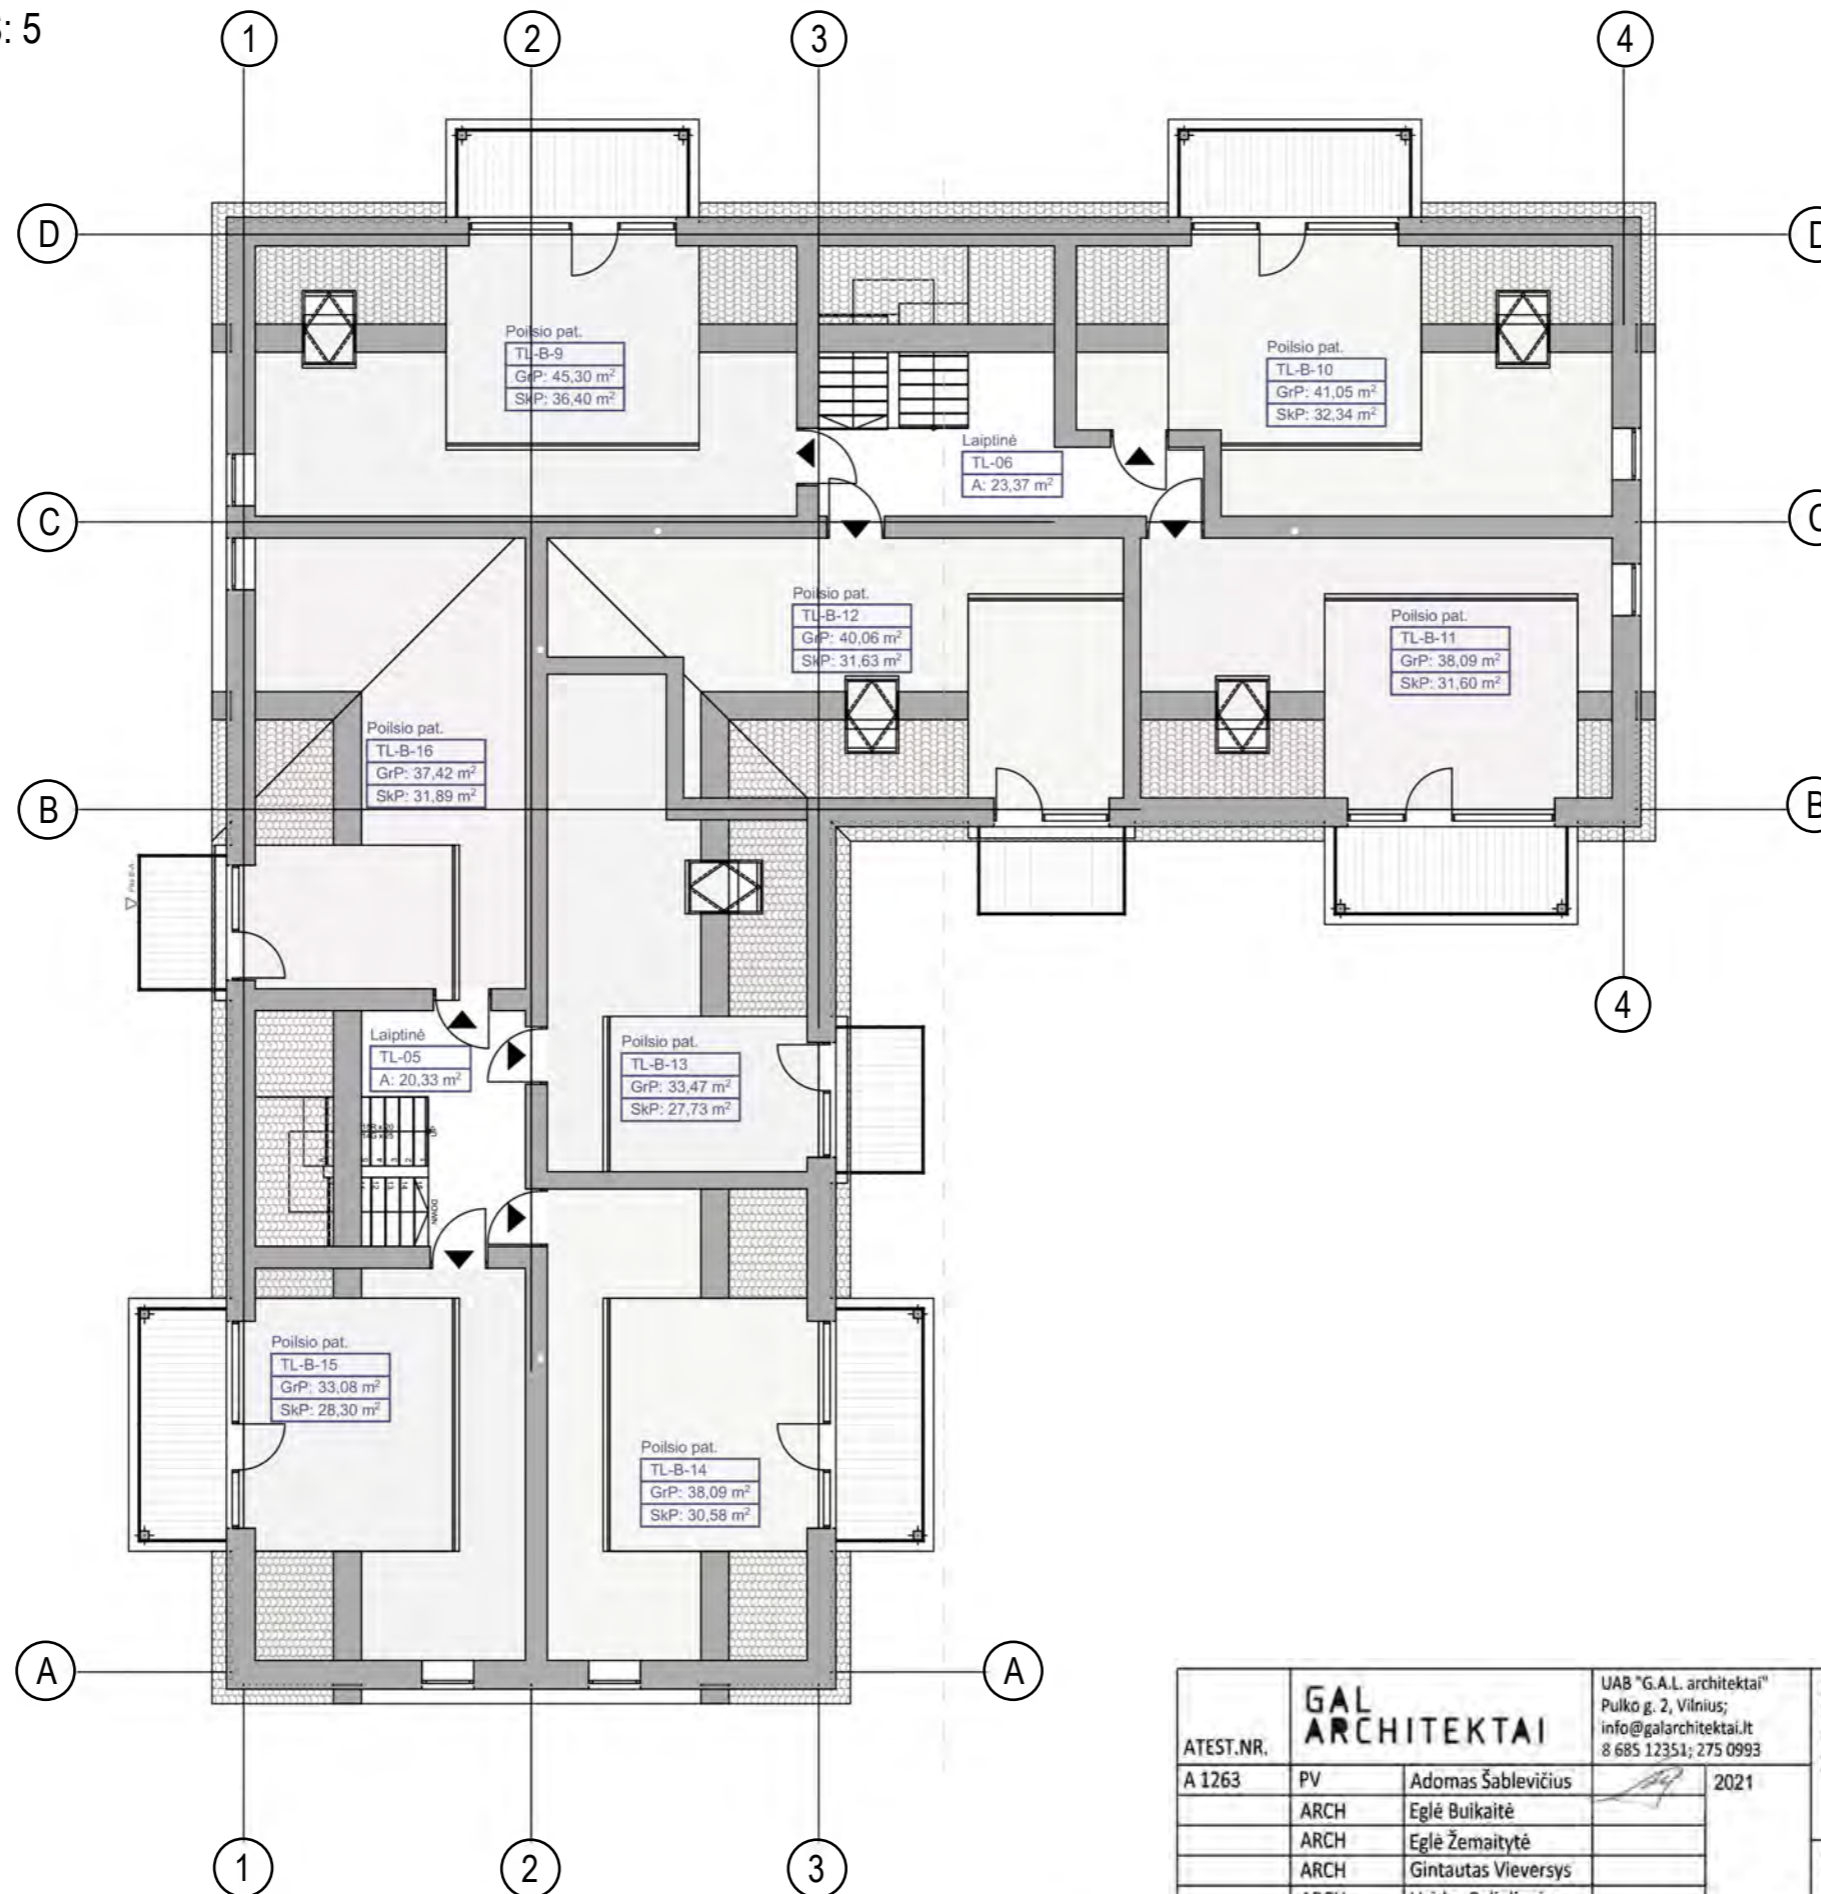 : 5
1
2
3
4
D
D
Poilsio pat.
TL-B-9
GrP: 45,30 m²
SkP: 36,40 m²
Poilsio pat.
TL-B-10
GrP: 41,05 m²
SkP: 32,34 m²
Laiptinė
TL-06
A: 23,37 m²
C
C
Poilsio pat.
TL-B-12
GrP: 40,06 m²
SkP: 31,63 m²
Poilsio pat.
TL-B-11
GrP: 38,09 m²
SkP: 31,60 m²
Poilsio pat.
TL-B-16
GrP: 37,42 m²
SkP: 31,89 m²
B
B
4
Laiptinė
TL-05
A: 20,33 m²
Poilsio pat.
TL-B-13
GrP: 33,47 m²
SkP: 27,73 m²
UP
DOWN
Poilsio pat.
TL-B-15
GrP: 33,08 m²
SkP: 28,30 m²
Poilsio pat.
TL-B-14
GrP: 38,09 m²
SkP: 30,58 m²
A
A
1
2
3
ATEST.NR.
GAL
ARCHITEKTAI
UAB "G.A.L. architektai"
Pulko g. 2, Vilnius;
info@galarchitektai.lt
8 685 12351; 275 0993
A 1263 PV Adomas Šablevičius 2021
ARCH Eglė Buikaitė
ARCH Eglė Žemaitytė
ARCH Gintautas Vieversys
ARCH